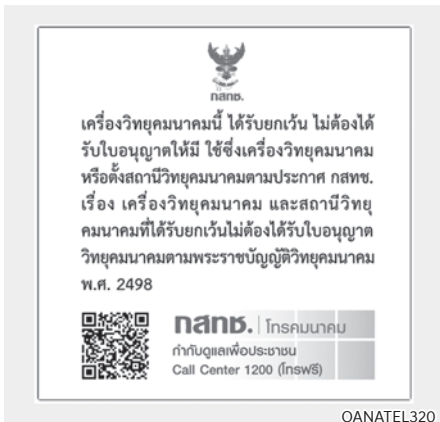 กสทช.
เครื่องวิทยุคมนาคมนี้ ได้รับยกเว้น ไม่ต้องได้
รับใบอนุญาตให้มี ใช้ซึ่งเครื่องวิทยุคมนาคม
หรือตั้งสถานีวิทยุคมนาคมตามประกาศ กสทช.
เรื่อง เครื่องวิทยุคมนาคม และสถานีวิทยุ
คมนาคมที่ได้รับยกเว้นไม่ต้องได้รับใบอนุญาต
วิทยุคมนาคมตามพระราชบัญญัติวิทยุคมนาคม
พ.ศ. 2498
กสทช. | โทรคมนาคม
กำกับดูแลเพื่อประชาชน
Call Center 1200 (โทรฟรี)
OANATEL320